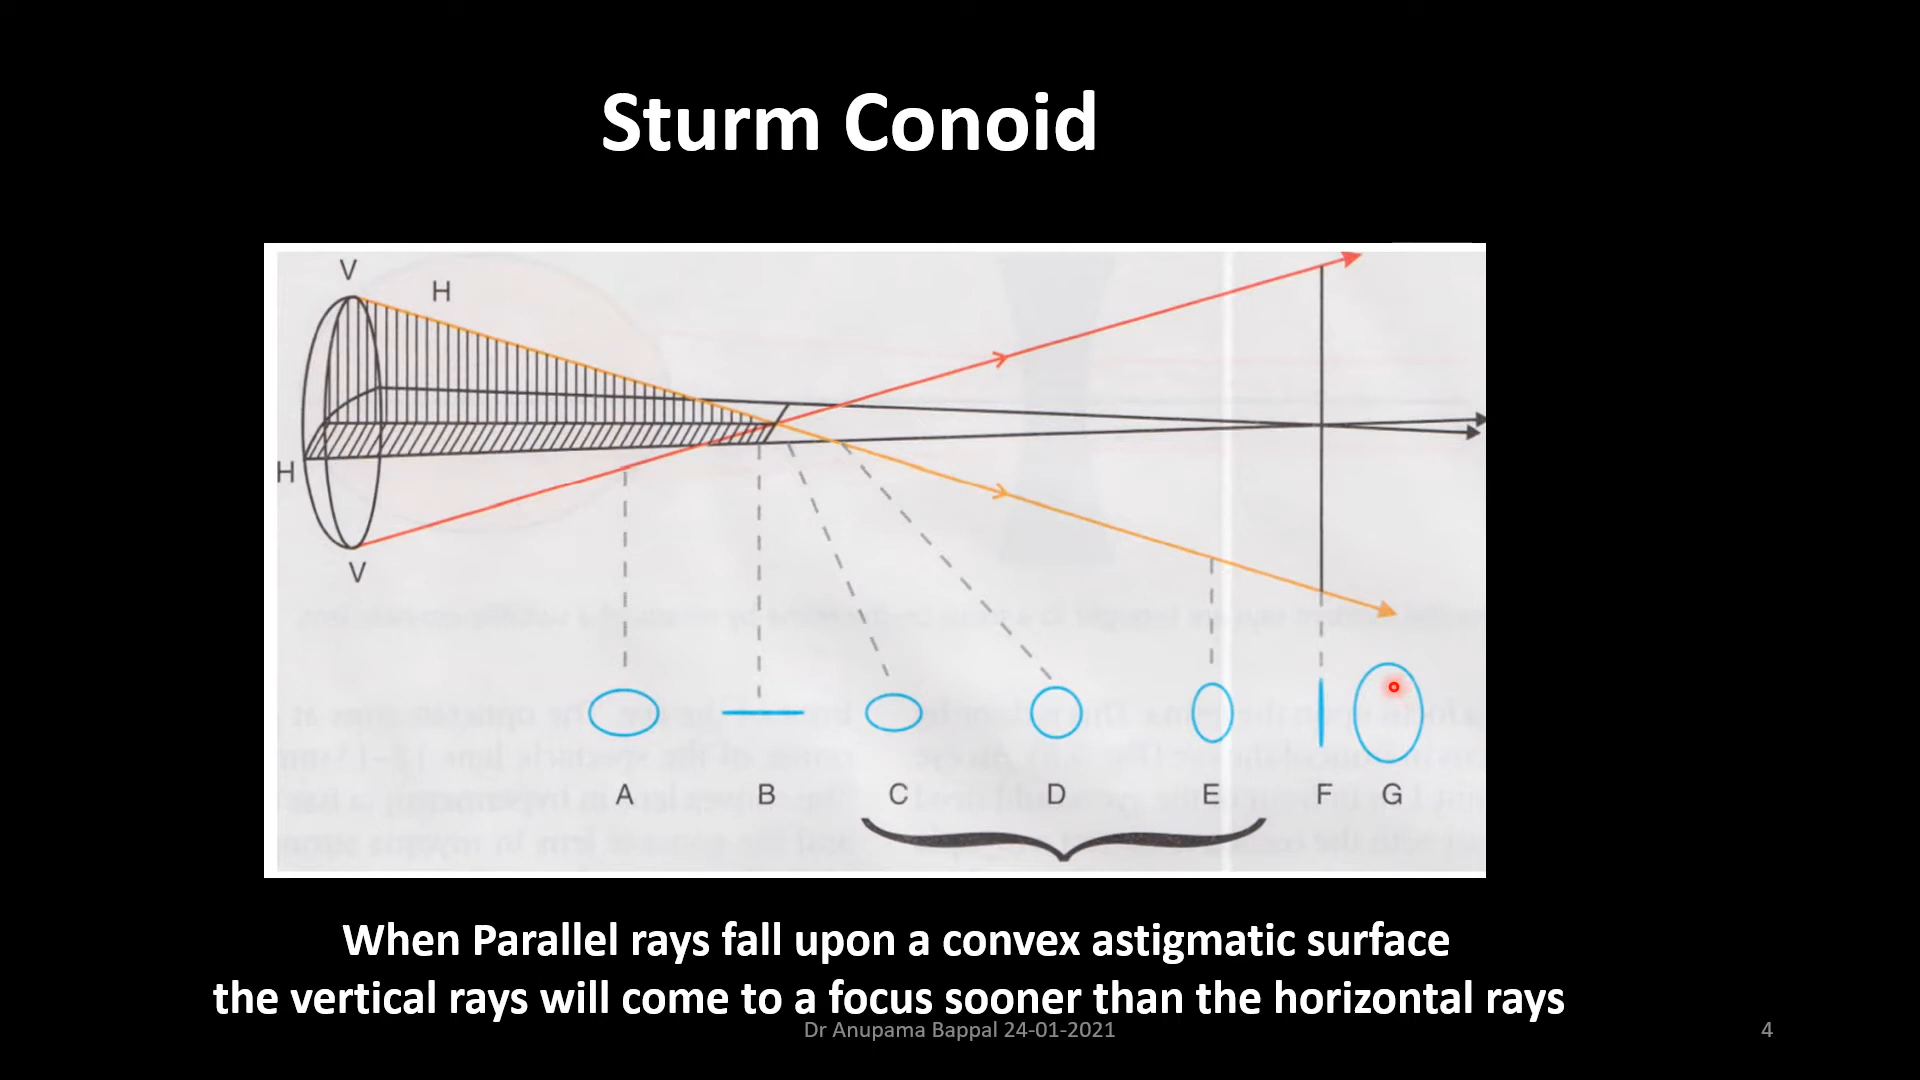 Sturm Conoid
V
H
H
V
A B C D E F G
When Parallel rays fall upon a convex astigmatic surface
the vertical rays will come to a focus sooner than the horizontal rays
Dr Anupama Bappal 24-01-2021
4